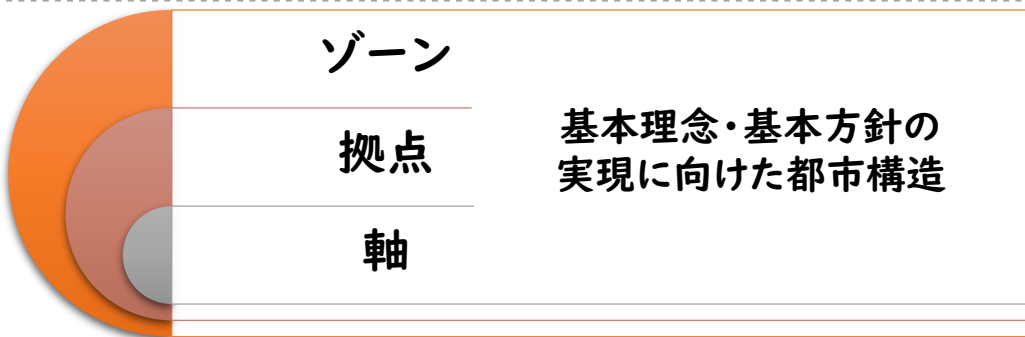 ゾーン
拠点
軸
基本理念・基本方針の
実現に向けた都市構造